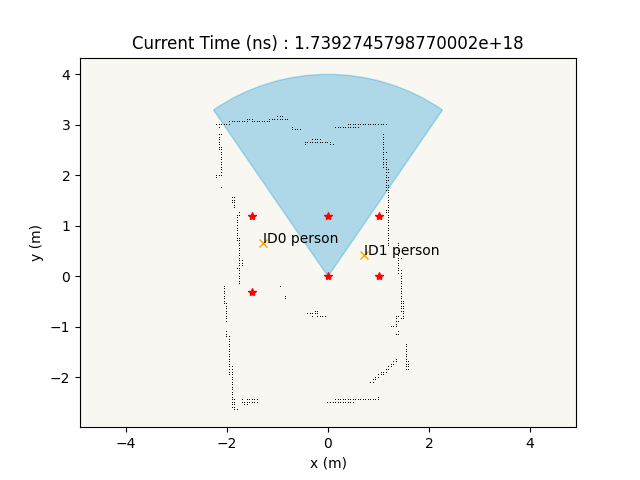 Current Time (ns) : 1.7392745798770002e+18
4
3
2
1
0
−1
−2
y (m)
ID0 person
ID1 person
−4
−2
0
2
4
x (m)